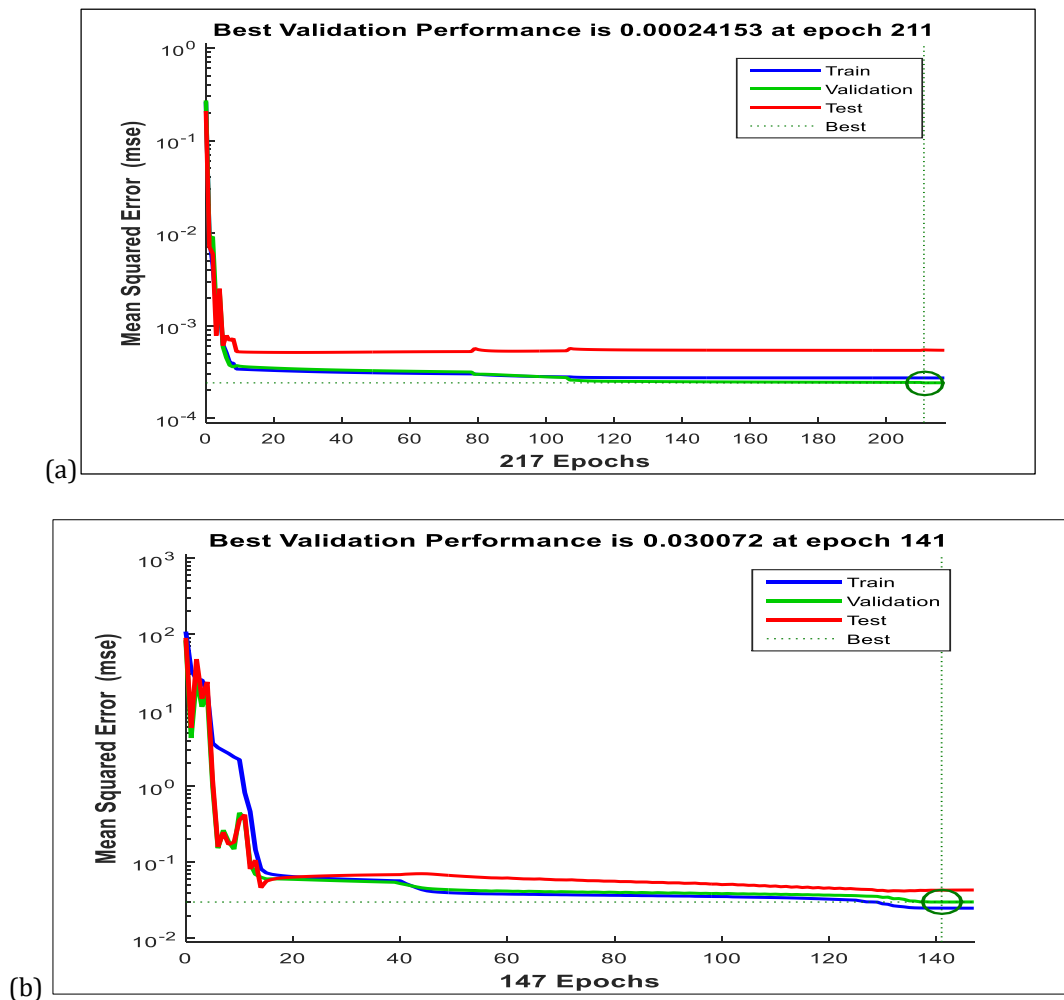 Best Validation Performance is 0.00024153 at epoch 211
Mean Squared Error (mse)
10^0
10^-1
10^-2
10^-3
10^-4
Train
Validation
Test
Best
0 20 40 60 80 100 120 140 160 180 200
217 Epochs
(a)
Best Validation Performance is 0.030072 at epoch 141
Mean Squared Error (mse)
10^3
10^2
10^1
10^0
10^-1
10^-2
Train
Validation
Test
Best
0 20 40 60 80 100 120 140
147 Epochs
(b)